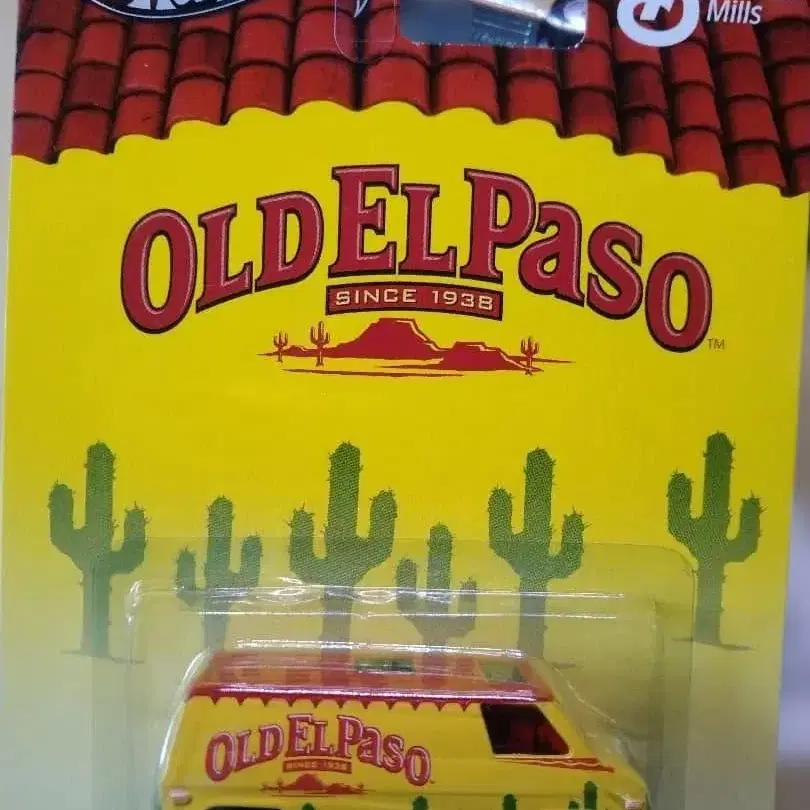 Mills
OLD EL PASO
SINCE 1938
TM
OLD EL PASO
SINCE 1938